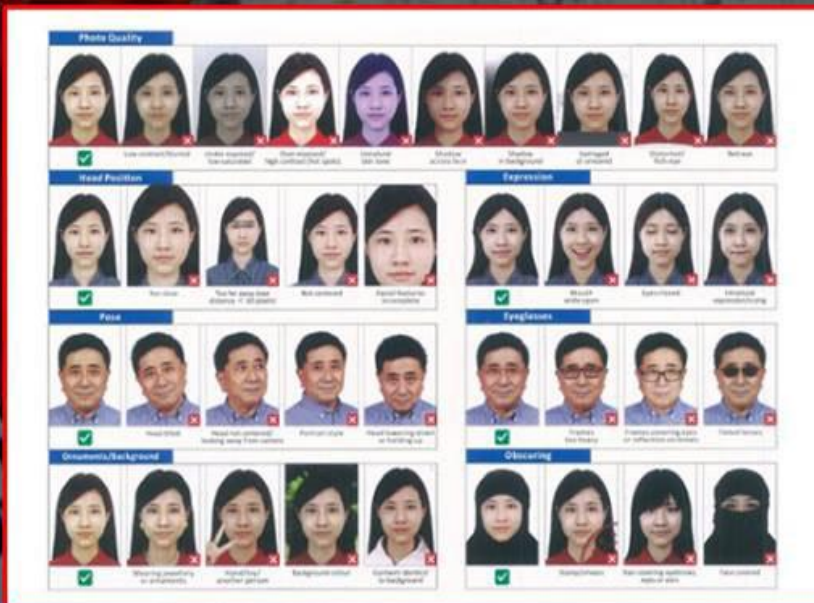 Photo Quality
Low contrast/blurred
Under exposed/
low saturation
Over exposed/
high contrast (hot spots)
Unnatural
skin tone
Shadow
across face
Shadow
in background
Damaged
Distorted/
fish eye
Red eye
Head Position
Too close
Too far away
Not centered
Facial features
incomplete
Expression
Mouth
wide open
Eyes closed
Unnatural
Pose
Head tilted
Head not centered/
looking away from camera
Portrait style
Head lowering down
or holding up
Eyeglasses
Frames
too heavy
Frames covering eyes
or reflection on lenses
Tinted lenses
Ornaments/Background
Wearing jewellery
or ornaments
Hand/toy/
another person
Background colour
Garment identical
to background
Obscuring
Hair covering eyebrows,
eyes or ears
Face covered